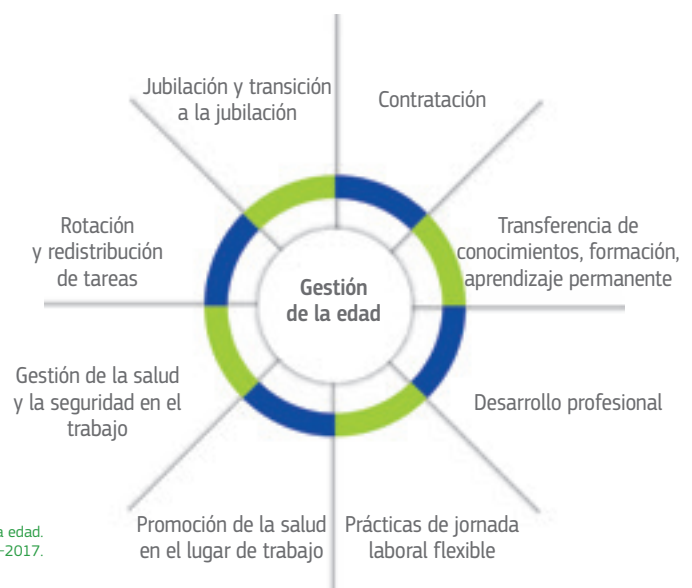 Jubilación y transición
a la jubilación
Contratación
Rotación
y redistribución
de tareas
Transferencia de
conocimientos, formación,
aprendizaje permanente
Gestión
de la edad
Gestión de la salud
y la seguridad en el
trabajo
Desarrollo profesional
Promoción de la salud
en el lugar de trabajo
Prácticas de jornada
laboral flexible
a edad.
-2017.